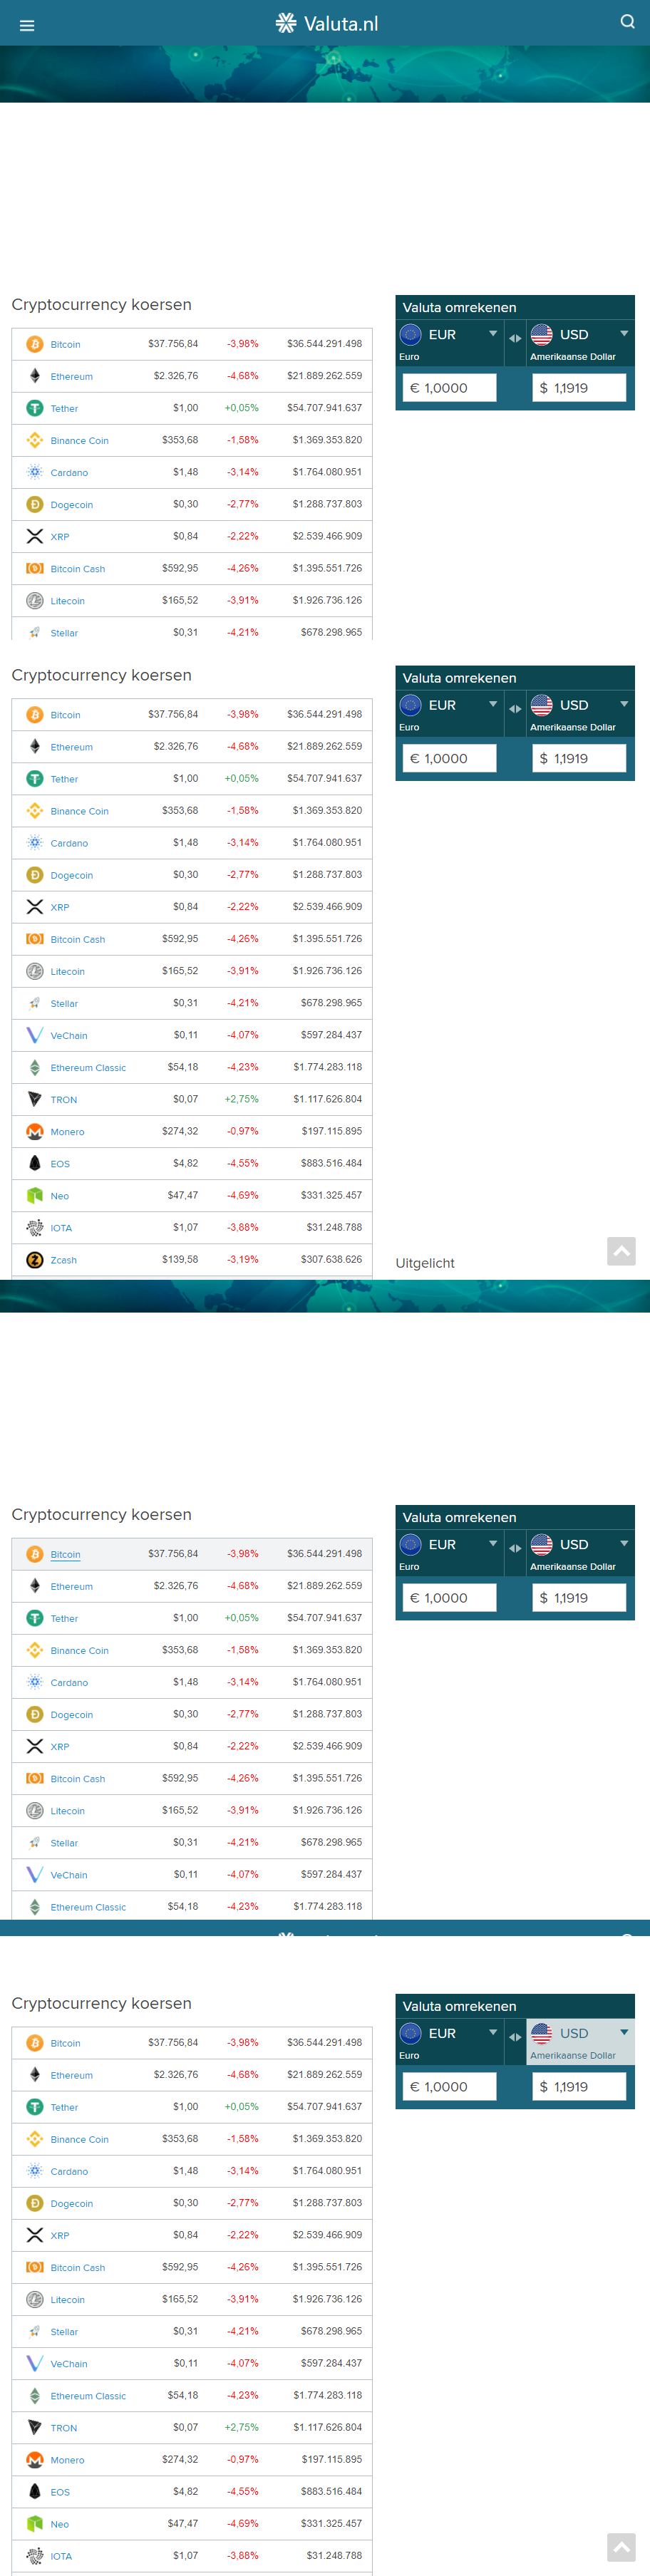 Valuta.nl
Cryptocurrency koersen
Valuta omrekenen
Bitcoin $37.756,84 -3,98% $36.544.291.498
EUR USD
Euro Amerikaanse Dollar
Ethereum $2.326,76 -4,68% $21.889.262.559
€ 1,0000 $ 1,1919
Tether $1,00 +0,05% $54.707.941.637
Binance Coin $353,68 -1,58% $1.369.353.820
Cardano $1,48 -3,14% $1.764.080.951
Dogecoin $0,30 -2,77% $1.288.737.803
XRP $0,84 -2,22% $2.539.466.909
Bitcoin Cash $592,95 -4,26% $1.395.551.726
Litecoin $165,52 -3,91% $1.926.736.126
Stellar $0,31 -4,21% $678.298.965
Cryptocurrency koersen
Valuta omrekenen
Bitcoin $37.756,84 -3,98% $36.544.291.498
EUR USD
Euro Amerikaanse Dollar
Ethereum $2.326,76 -4,68% $21.889.262.559
€ 1,0000 $ 1,1919
Tether $1,00 +0,05% $54.707.941.637
Binance Coin $353,68 -1,58% $1.369.353.820
Cardano $1,48 -3,14% $1.764.080.951
Dogecoin $0,30 -2,77% $1.288.737.803
XRP $0,84 -2,22% $2.539.466.909
Bitcoin Cash $592,95 -4,26% $1.395.551.726
Litecoin $165,52 -3,91% $1.926.736.126
Stellar $0,31 -4,21% $678.298.965
VeChain $0,11 -4,07% $597.284.437
Ethereum Classic $54,18 -4,23% $1.774.283.118
TRON $0,07 +2,75% $1.117.626.804
Monero $274,32 -0,97% $197.115.895
EOS $4,82 -4,55% $883.516.484
Neo $47,47 -4,69% $331.325.457
IOTA $1,07 -3,88% $31.248.788
Zcash $139,58 -3,19% $307.638.626
Uitgelicht
Cryptocurrency koersen
Valuta omrekenen
Bitcoin $37.756,84 -3,98% $36.544.291.498
EUR USD
Euro Amerikaanse Dollar
Ethereum $2.326,76 -4,68% $21.889.262.559
€ 1,0000 $ 1,1919
Tether $1,00 +0,05% $54.707.941.637
Binance Coin $353,68 -1,58% $1.369.353.820
Cardano $1,48 -3,14% $1.764.080.951
Dogecoin $0,30 -2,77% $1.288.737.803
XRP $0,84 -2,22% $2.539.466.909
Bitcoin Cash $592,95 -4,26% $1.395.551.726
Litecoin $165,52 -3,91% $1.926.736.126
Stellar $0,31 -4,21% $678.298.965
VeChain $0,11 -4,07% $597.284.437
Ethereum Classic $54,18 -4,23% $1.774.283.118
Cryptocurrency koersen
Valuta omrekenen
Bitcoin $37.756,84 -3,98% $36.544.291.498
EUR USD
Euro Amerikaanse Dollar
Ethereum $2.326,76 -4,68% $21.889.262.559
€ 1,0000 $ 1,1919
Tether $1,00 +0,05% $54.707.941.637
Binance Coin $353,68 -1,58% $1.369.353.820
Cardano $1,48 -3,14% $1.764.080.951
Dogecoin $0,30 -2,77% $1.288.737.803
XRP $0,84 -2,22% $2.539.466.909
Bitcoin Cash $592,95 -4,26% $1.395.551.726
Litecoin $165,52 -3,91% $1.926.736.126
Stellar $0,31 -4,21% $678.298.965
VeChain $0,11 -4,07% $597.284.437
Ethereum Classic $54,18 -4,23% $1.774.283.118
TRON $0,07 +2,75% $1.117.626.804
Monero $274,32 -0,97% $197.115.895
EOS $4,82 -4,55% $883.516.484
Neo $47,47 -4,69% $331.325.457
IOTA $1,07 -3,88% $31.248.788